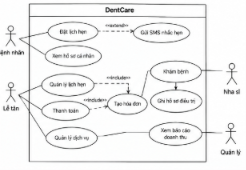 DentCare
Đặt lịch hẹn
<<extend>>
Gửi SMS nhắc hẹn
Bệnh nhân
Xem hồ sơ cá nhân
Quản lý lịch hẹn
<<include>>
Khám bệnh
Nha sĩ
Lễ tân
Thanh toán
<<include>>
Tạo hóa đơn
Ghi hồ sơ điều trị
Quản lý dịch vụ
Xem báo cáo
doanh thu
Quản lý